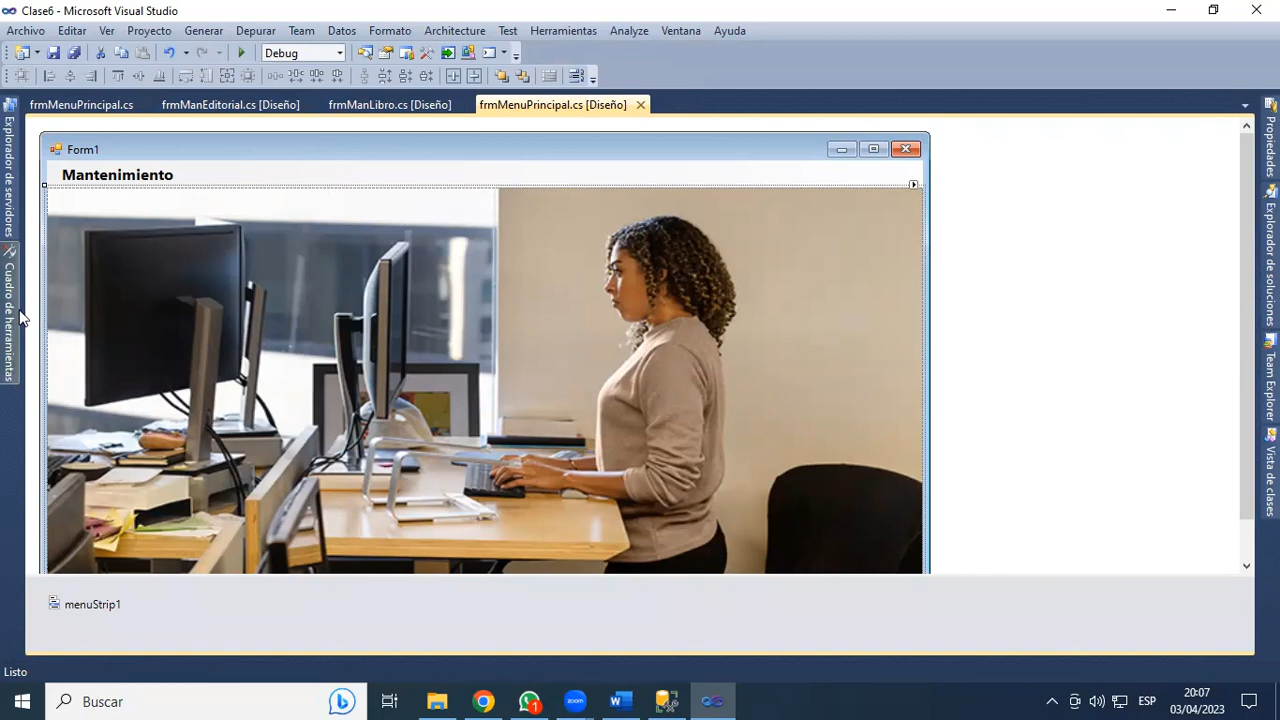 Clase6 - Microsoft Visual Studio
Archivo Editar Ver Proyecto Generar Depurar Team Datos Formato Architecture Test Herramientas Analyze Ventana Ayuda
Debug
frmMenuPrincipal.cs frmManEditorial.cs [Diseño] frmManLibro.cs [Diseño] frmMenuPrincipal.cs [Diseño]
Explorador de servidores
Cuadro de herramientas
Form1
Mantenimiento
Propiedades
Explorador de soluciones
Team Explorer
Vista de clases
menuStrip1
Listo
Buscar
1
zoom
ESP
20:07
03/04/2023